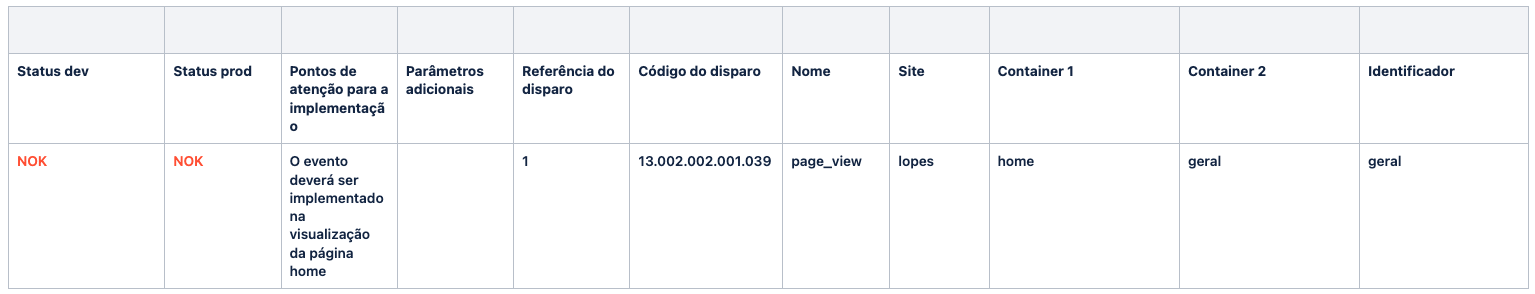 Status dev
Status prod
Pontos de
atenção para a
implementaçã
o
Parâmetros
adicionais
Referência do
disparo
Código do disparo
Nome
Site
Container 1
Container 2
Identificador
NOK
NOK
O evento
deverá ser
implementado
na
visualização
da página
home
1
13.002.002.001.039
page_view
lopes
home
geral
geral